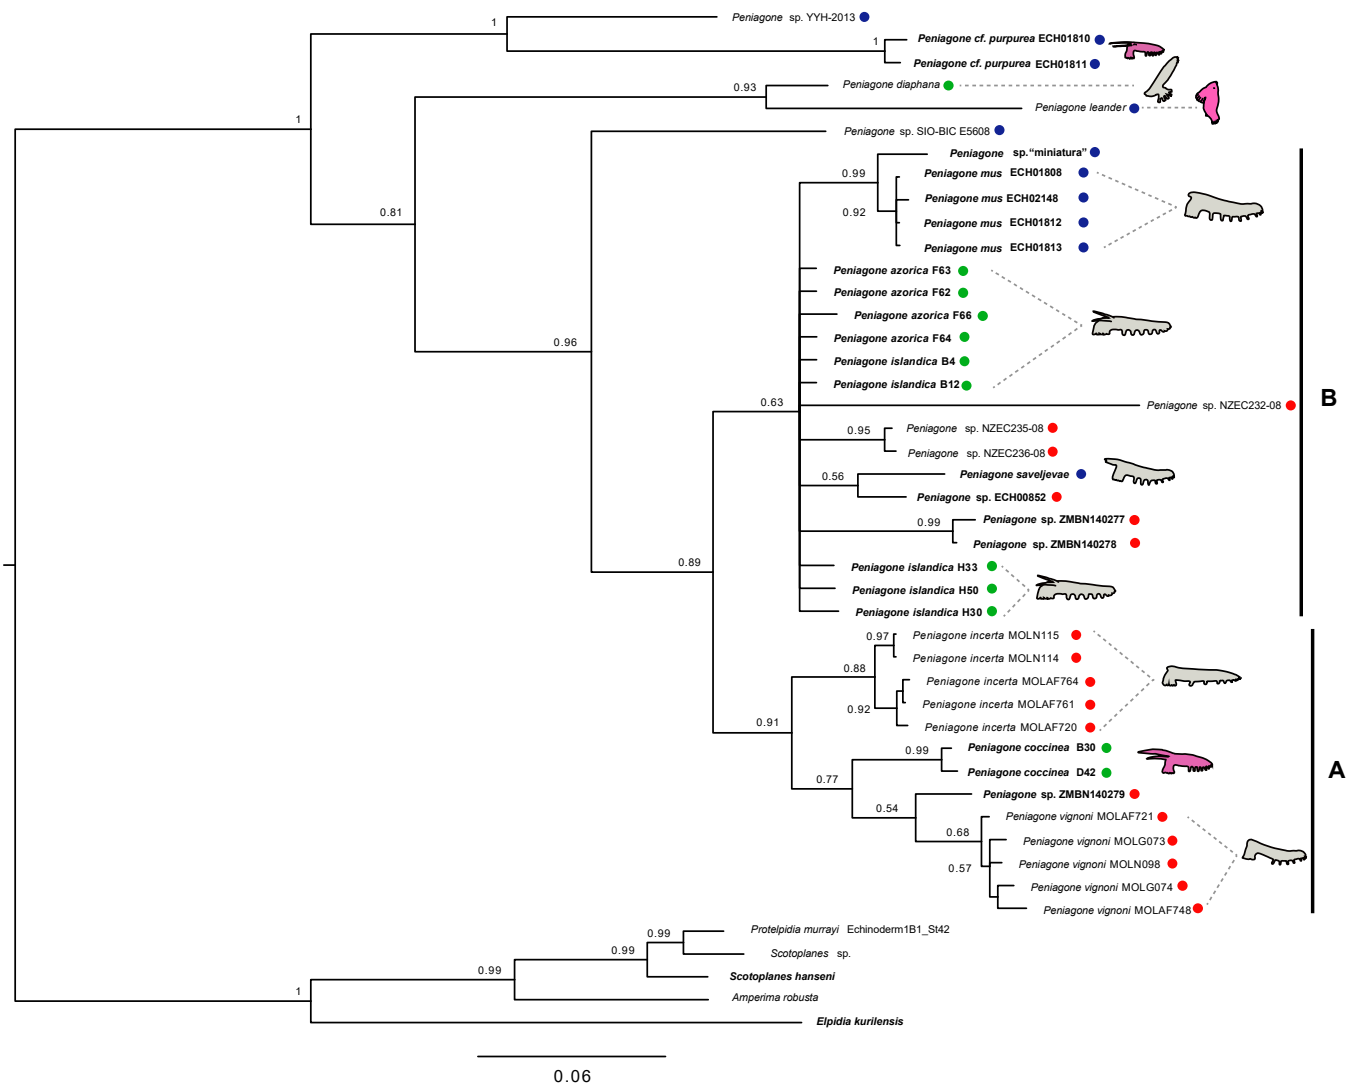 Peniagone sp. YYH-2013
1
Peniagone cf. purpurea ECH01810
1
Peniagone cf. purpurea ECH01811
Peniagone diaphana
0.93
Peniagone leander
1
Peniagone sp. SIO-BIC E5608
Peniagone sp. “miniatura”
0.99
Peniagone mus ECH01808
Peniagone mus ECH02148
0.81
0.92
Peniagone mus ECH01812
Peniagone mus ECH01813
Peniagone azorica F63
Peniagone azorica F62
Peniagone azorica F66
Peniagone azorica F64
0.96
Peniagone islandica B4
Peniagone islandica B12
B
0.63
Peniagone sp. NZEC232-08
0.95
Peniagone sp. NZEC235-08
Peniagone sp. NZEC236-08
Peniagone saveljevae
0.56
Peniagone sp. ECH00852
0.99
Peniagone sp. ZMBN140277
Peniagone sp. ZMBN140278
0.89
Peniagone islandica H33
Peniagone islandica H50
Peniagone islandica H30
0.97
Peniagone incerta MOLN115
Peniagone incerta MOLN114
0.88
Peniagone incerta MOLAF764
Peniagone incerta MOLAF761
0.92
0.91
Peniagone incerta MOLAF720
0.99
Peniagone coccinea B30
A
Peniagone coccinea D42
0.77
Peniagone sp. ZMBN140279
0.54
Peniagone vignoni MOLAF721
0.68
Peniagone vignoni MOLG073
Peniagone vignoni MOLN098
0.57
Peniagone vignoni MOLG074
Peniagone vignoni MOLAF748
Protelpidia murrayi Echinoderm1B1_St42
0.99
0.99
Scotoplanes sp.
0.99
Scotoplanes hanseni
1
Amperima robusta
Elpidia kurilensis
0.06